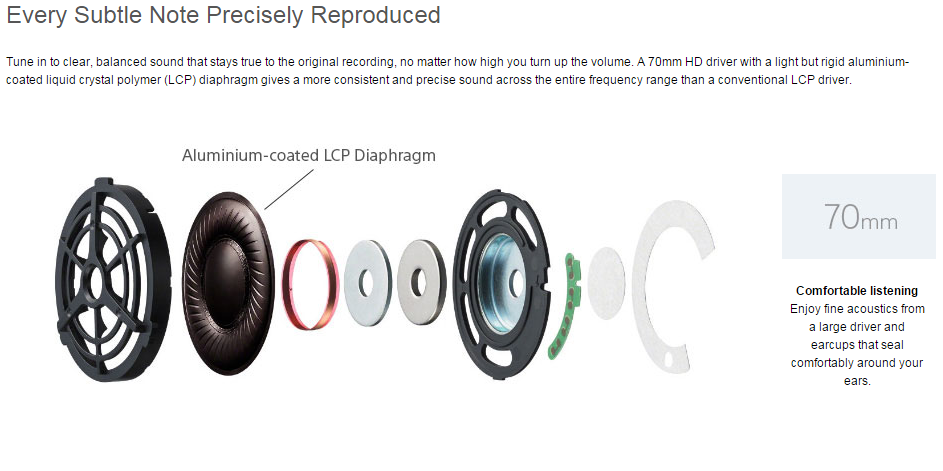 Every Subtle Note Precisely Reproduced
Tune in to clear, balanced sound that stays true to the original recording, no matter how high you turn up the volume. A 70mm HD driver with a light but rigid aluminium-
coated liquid crystal polymer (LCP) diaphragm gives a more consistent and precise sound across the entire frequency range than a conventional LCP driver.
Aluminium-coated LCP Diaphragm
70mm
Comfortable listening
Enjoy fine acoustics from
a large driver and
earcups that seal
comfortably around your
ears.